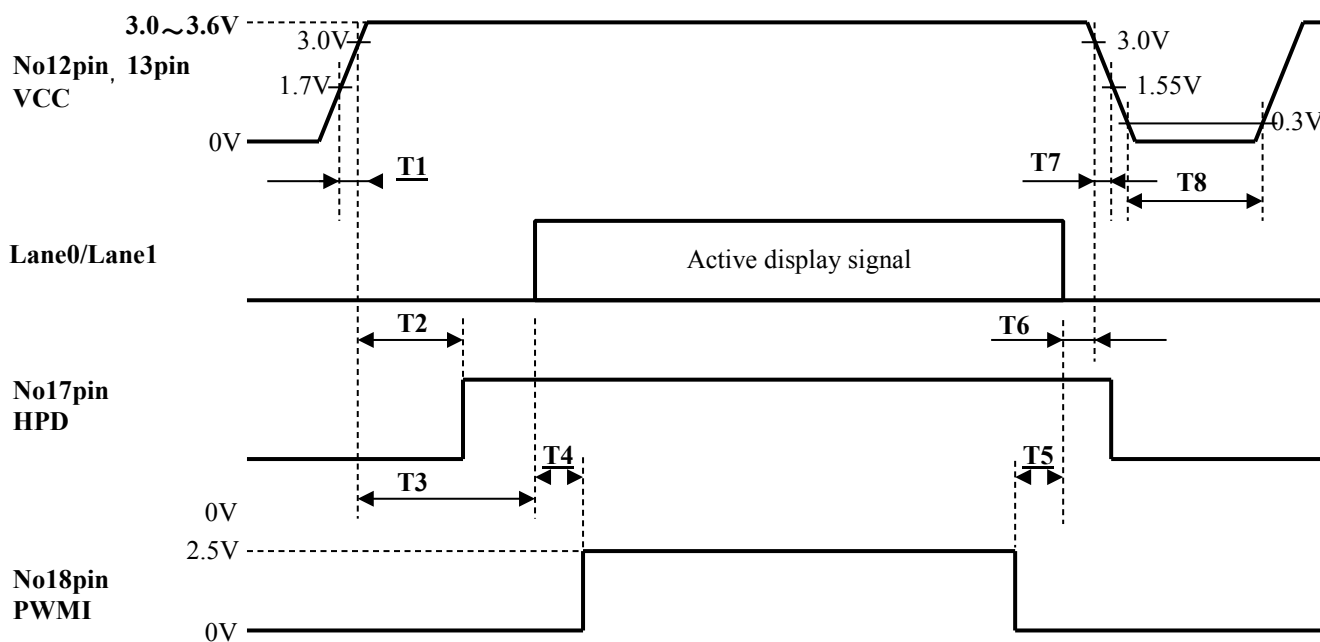 3.0～3.6V
3.0V
3.0V
No12pin, 13pin
VCC
1.7V
1.55V
0V
0.3V
T1
T7
T8
Lane0/Lane1
Active display signal
T2
T6
No17pin
HPD
T4
T5
T3
0V
2.5V
No18pin
PWMI
0V